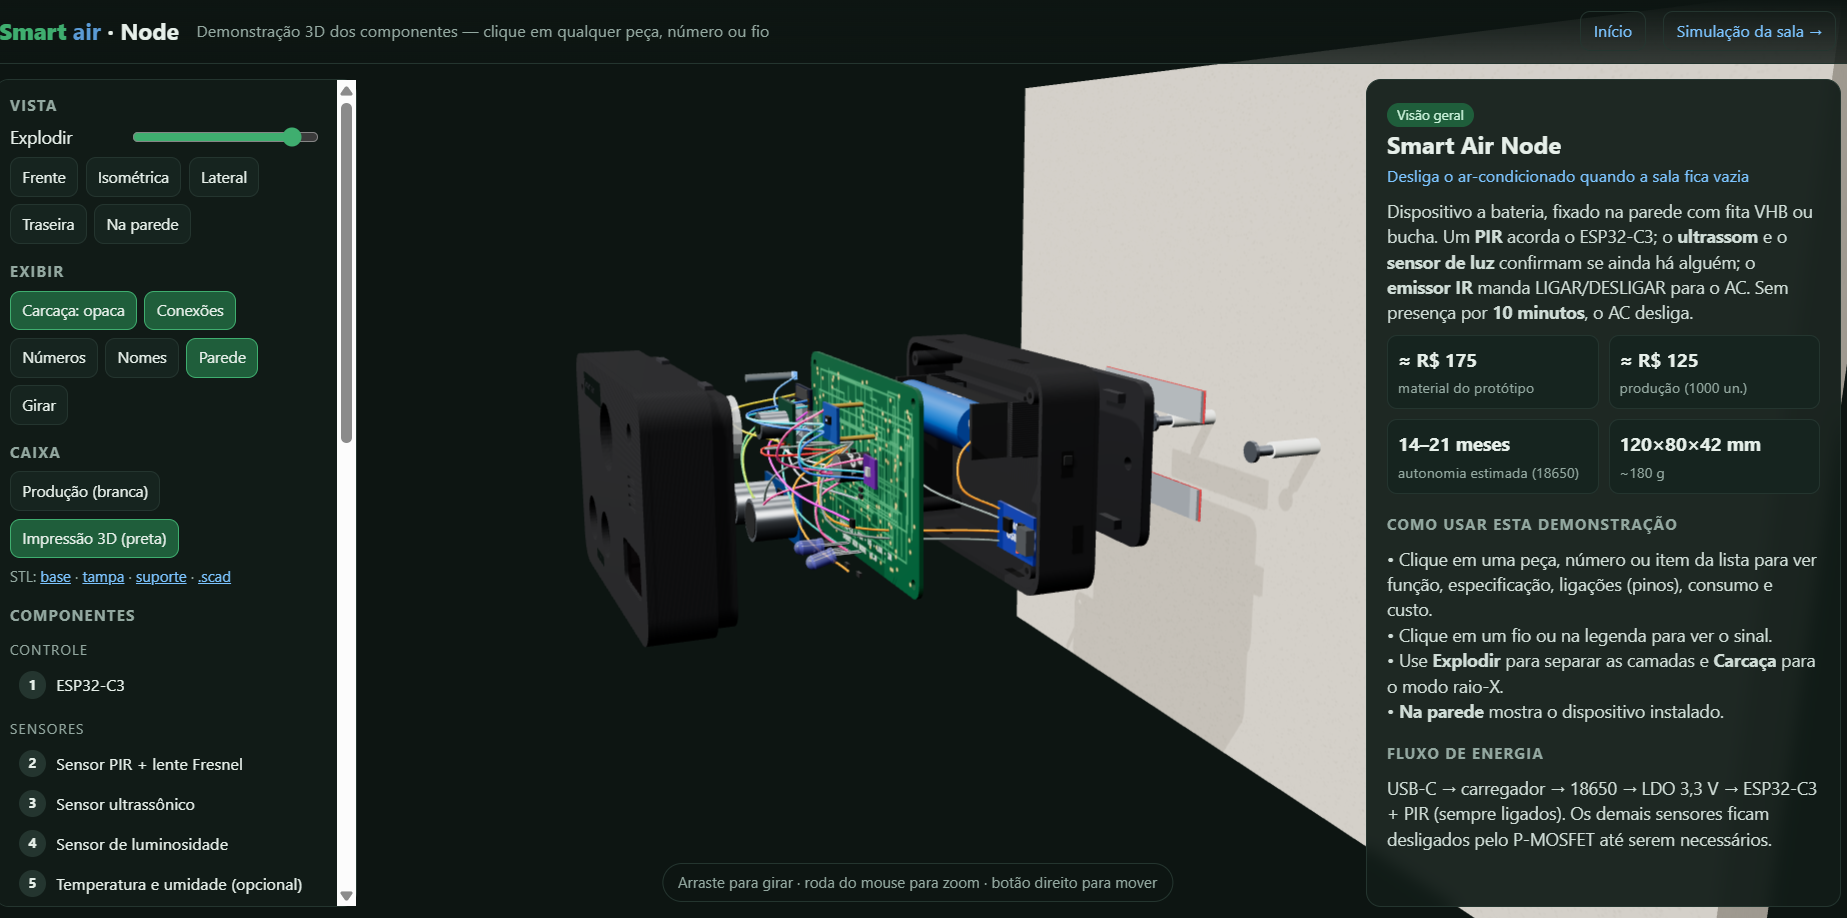 Smart air · Node
Demonstração 3D dos componentes — clique em qualquer peça, número ou fio
Início
Simulação da sala →
VISTA
Explodir
Frente
Isométrica
Lateral
Traseira
Na parede
EXIBIR
Carcaça: opaca
Conexões
Números
Nomes
Parede
Girar
CAIXA
Produção (branca)
Impressão 3D (preta)
STL: base · tampa · suporte · .scad
COMPONENTES
CONTROLE
1 ESP32-C3
SENSORES
2 Sensor PIR + lente Fresnel
3 Sensor ultrassônico
4 Sensor de luminosidade
5 Temperatura e umidade (opcional)
Arraste para girar · roda do mouse para zoom · botão direito para mover
Visão geral
Smart Air Node
Desliga o ar-condicionado quando a sala fica vazia
Dispositivo a bateria, fixado na parede com fita VHB ou
bucha. Um PIR acorda o ESP32-C3; o ultrassom e o
sensor de luz confirmam se ainda há alguém; o
emissor IR manda LIGAR/DESLIGAR para o AC. Sem
presença por 10 minutos, o AC desliga.
≈ R$ 175
material do protótipo
≈ R$ 125
produção (1000 un.)
14–21 meses
autonomia estimada (18650)
120×80×42 mm
~180 g
COMO USAR ESTA DEMONSTRAÇÃO
• Clique em uma peça, número ou item da lista para ver
função, especificação, ligações (pinos), consumo e
custo.
• Clique em um fio ou na legenda para ver o sinal.
• Use Explodir para separar as camadas e Carcaça para
o modo raio-X.
• Na parede mostra o dispositivo instalado.
FLUXO DE ENERGIA
USB-C → carregador → 18650 → LDO 3,3 V → ESP32-C3
+ PIR (sempre ligados). Os demais sensores ficam
desligados pelo P-MOSFET até serem necessários.